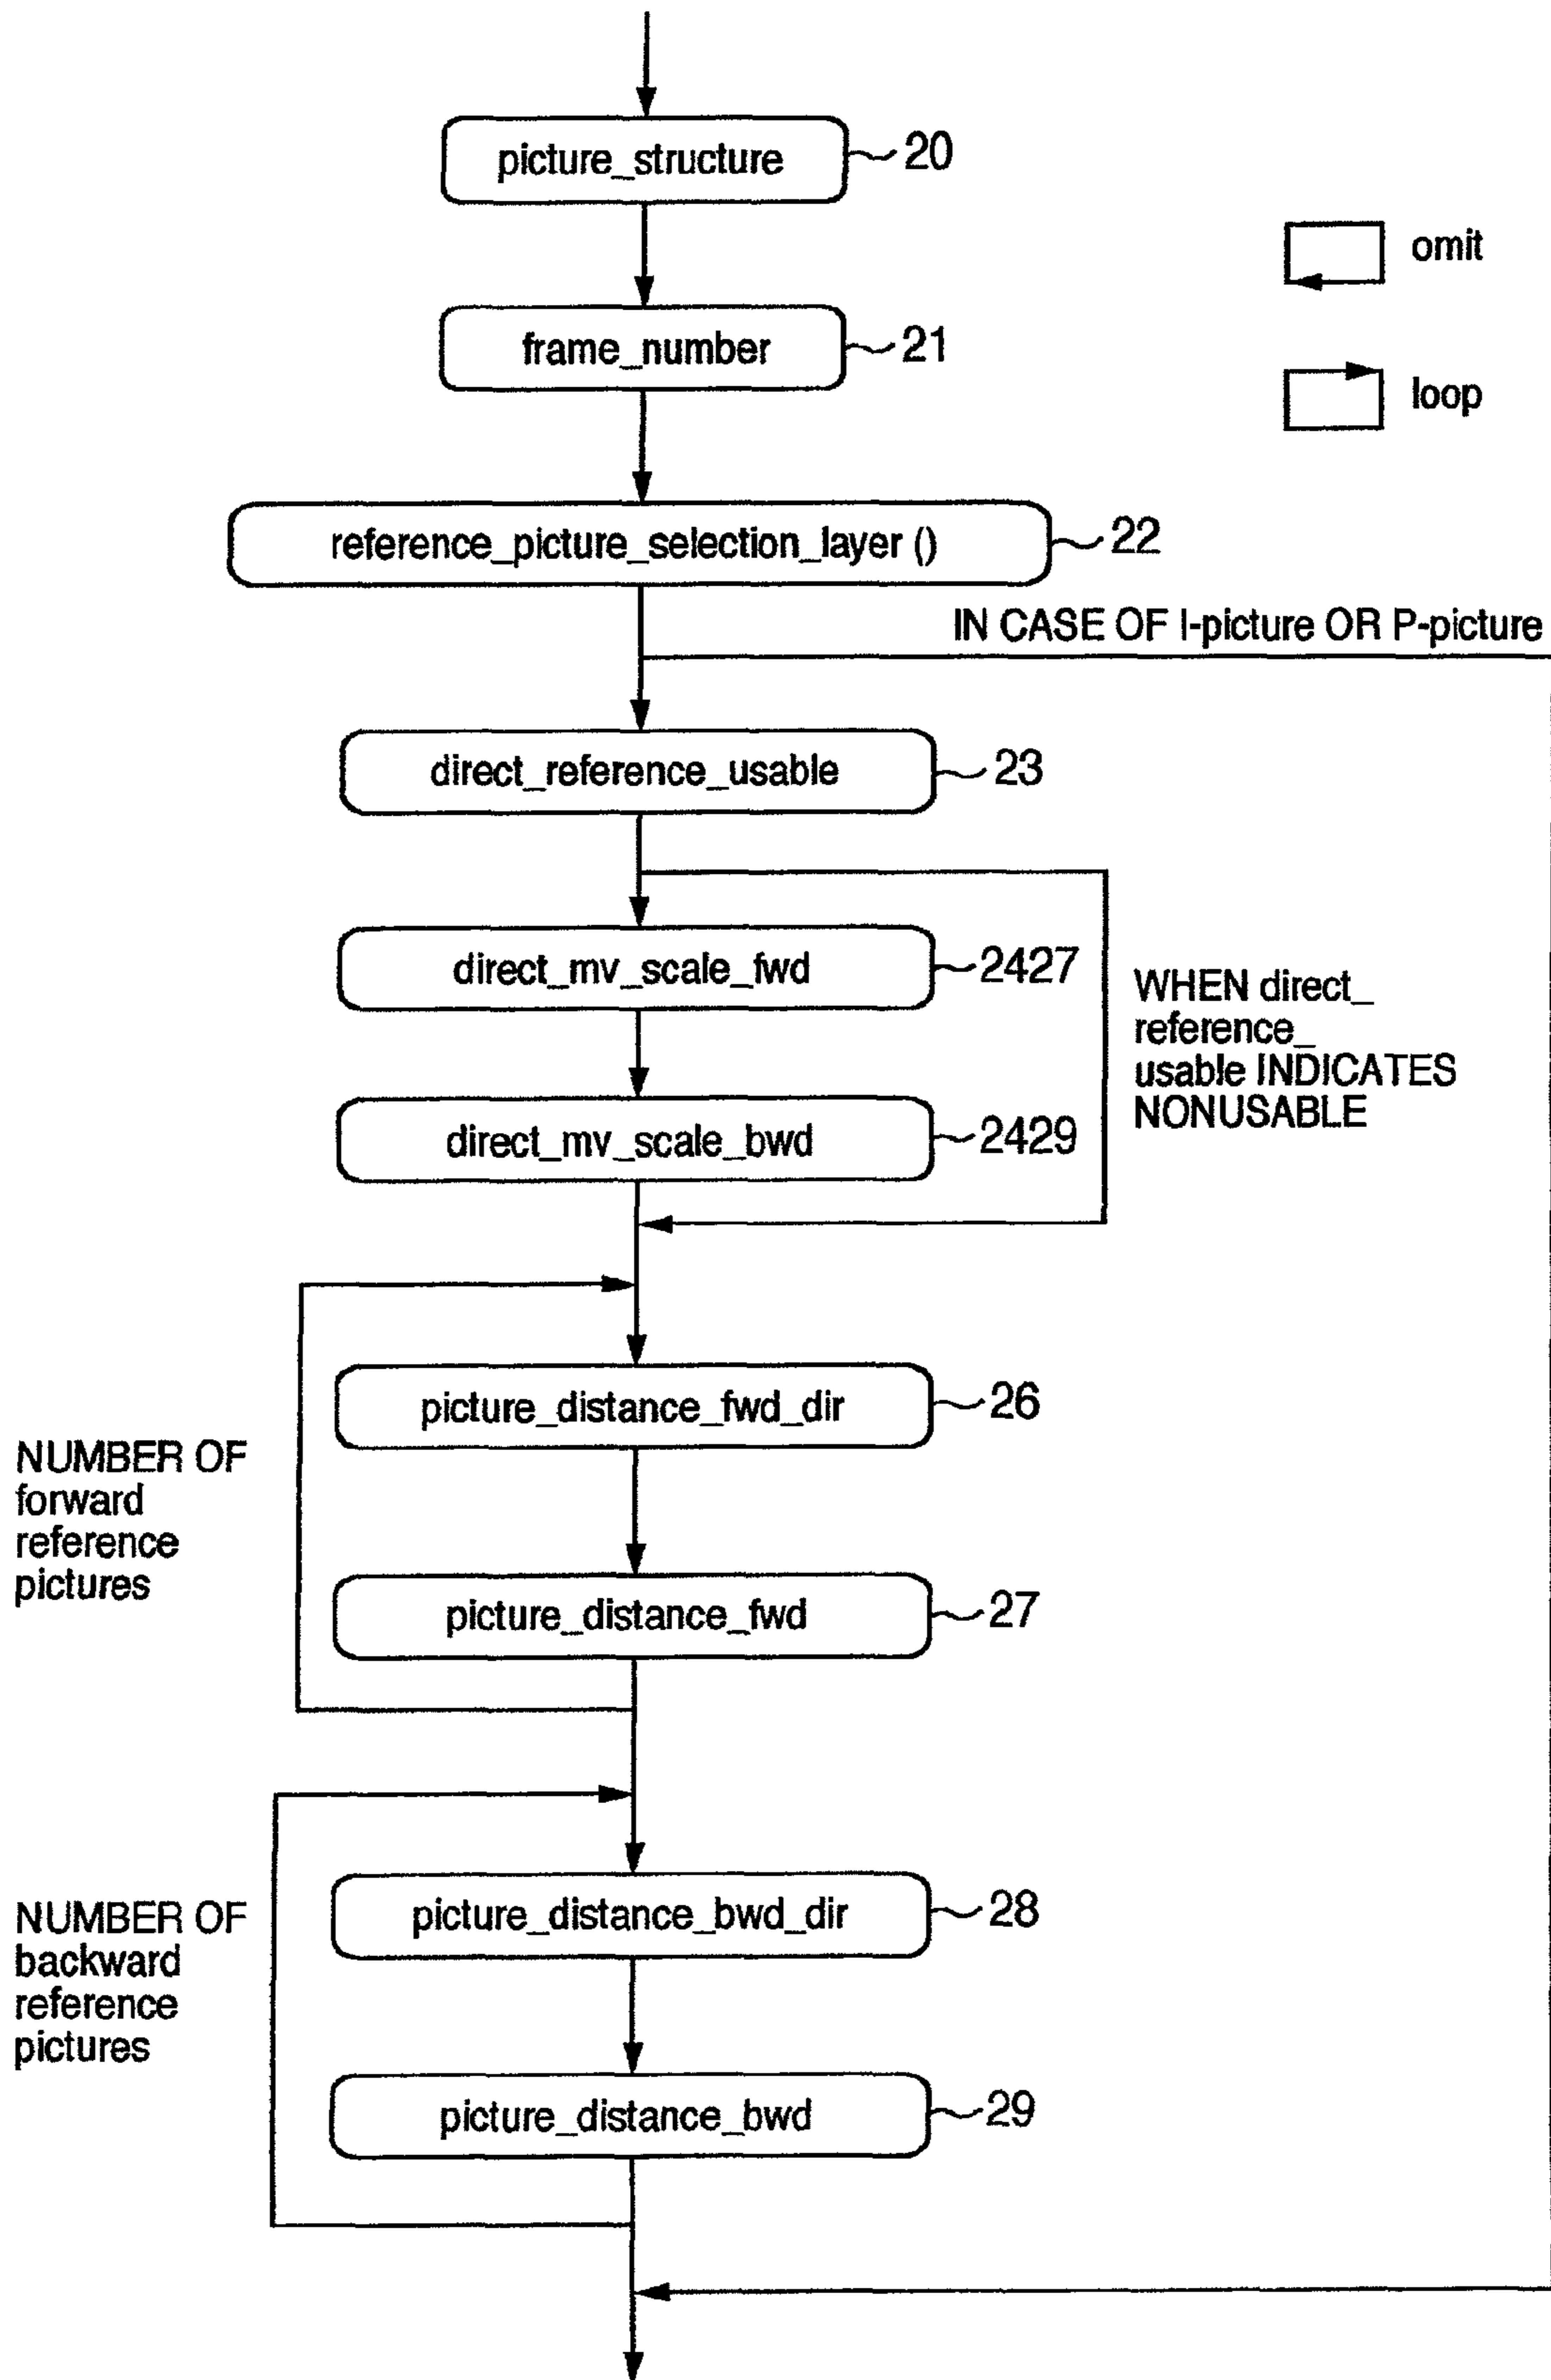 picture_structure 20
omit
frame_number 21
loop
reference_picture_selection_layer () 22
IN CASE OF I-picture OR P-picture
direct_reference_usable 23
direct_mv_scale_fwd 2427
WHEN direct_
reference_
usable INDICATES
NONUSABLE
direct_mv_scale_bwd 2429
picture_distance_fwd_dir 26
NUMBER OF
forward
reference
pictures
picture_distance_fwd 27
picture_distance_bwd_dir 28
NUMBER OF
backward
reference
pictures
picture_distance_bwd 29